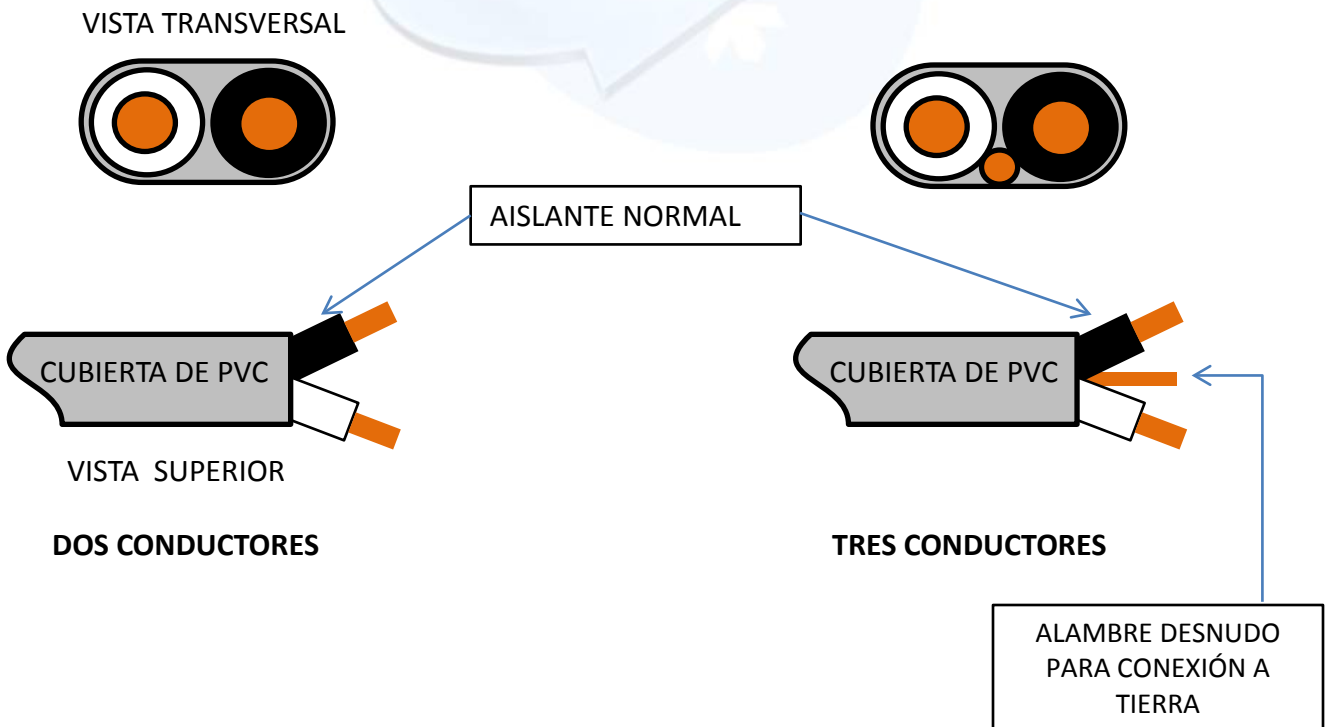 VISTA TRANSVERSAL
AISLANTE NORMAL
CUBIERTA DE PVC
CUBIERTA DE PVC
VISTA SUPERIOR
DOS CONDUCTORES
TRES CONDUCTORES
ALAMBRE DESNUDO
PARA CONEXIÓN A
TIERRA